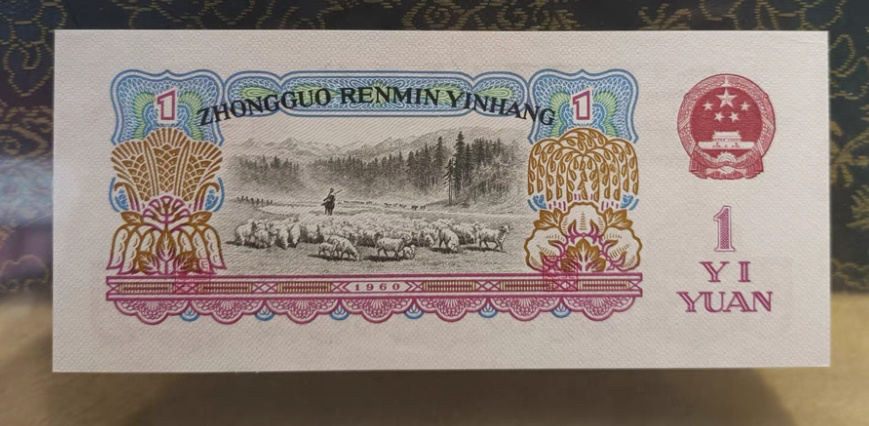 ZHONGGUO RENMIN YINHANG
1
1
1960
1
YI
YUAN